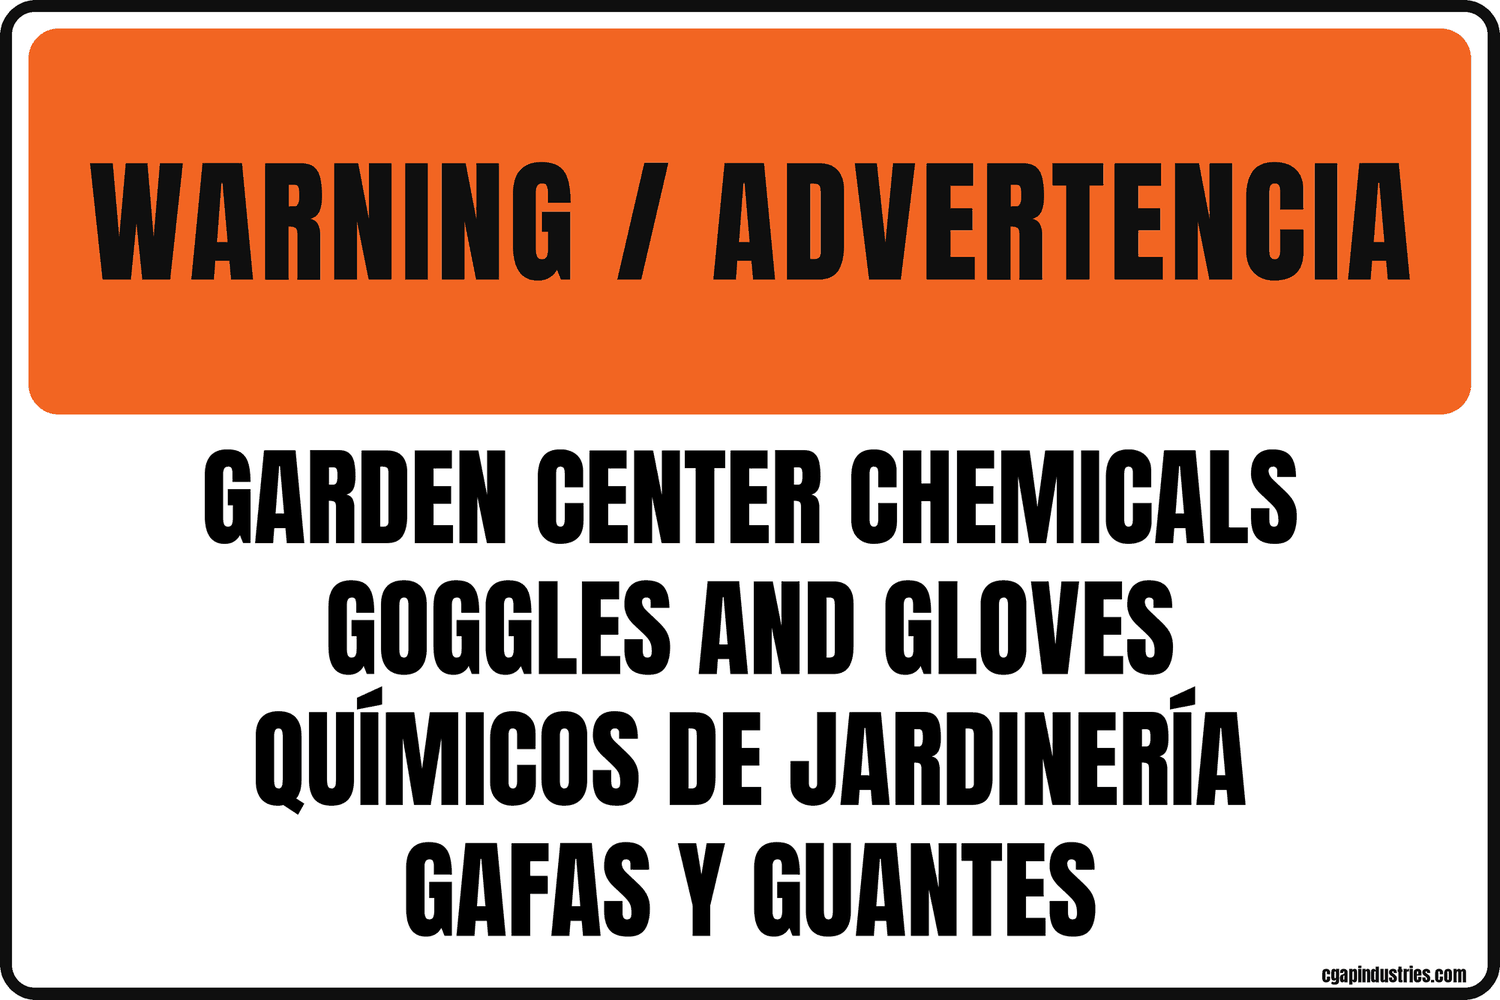 WARNING / ADVERTENCIA
GARDEN CENTER CHEMICALS
GOGGLES AND GLOVES
QUÍMICOS DE JARDINERÍA
GAFAS Y GUANTES
cgapindustries.com